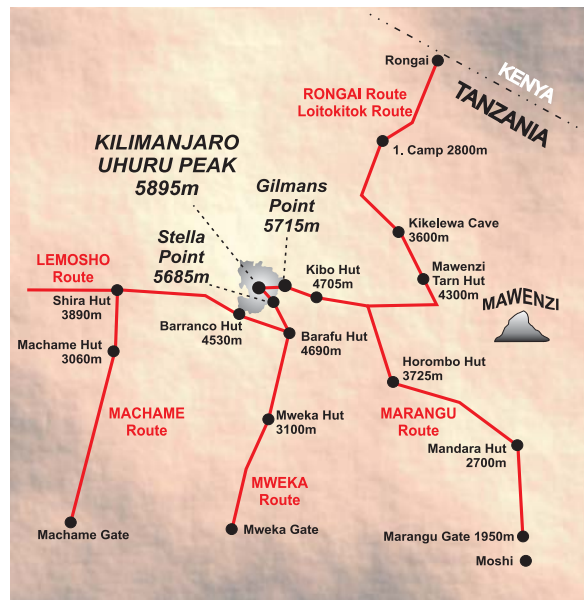 Rongai
KENYA
TANZANIA
RONGAI Route
Loitokitok Route
1. Camp 2800m
KILIMANJARO
UHURU PEAK
5895m
Gilmans
Point
5715m
Stella
Point
5685m
Kikelewa Cave
3600m
Mawenzi
Tarn Hut
4300m
MAWENZI
LEMOSHO
Route
Kibo Hut
4705m
Shira Hut
3890m
Barranco Hut
4530m
Barafu Hut
4690m
Machame Hut
3060m
Horombo Hut
3725m
MACHAME
Route
Mweka Hut
3100m
MARANGU
Route
Mandara Hut
2700m
MWEKA
Route
Machame Gate
Mweka Gate
Marangu Gate 1950m
Moshi